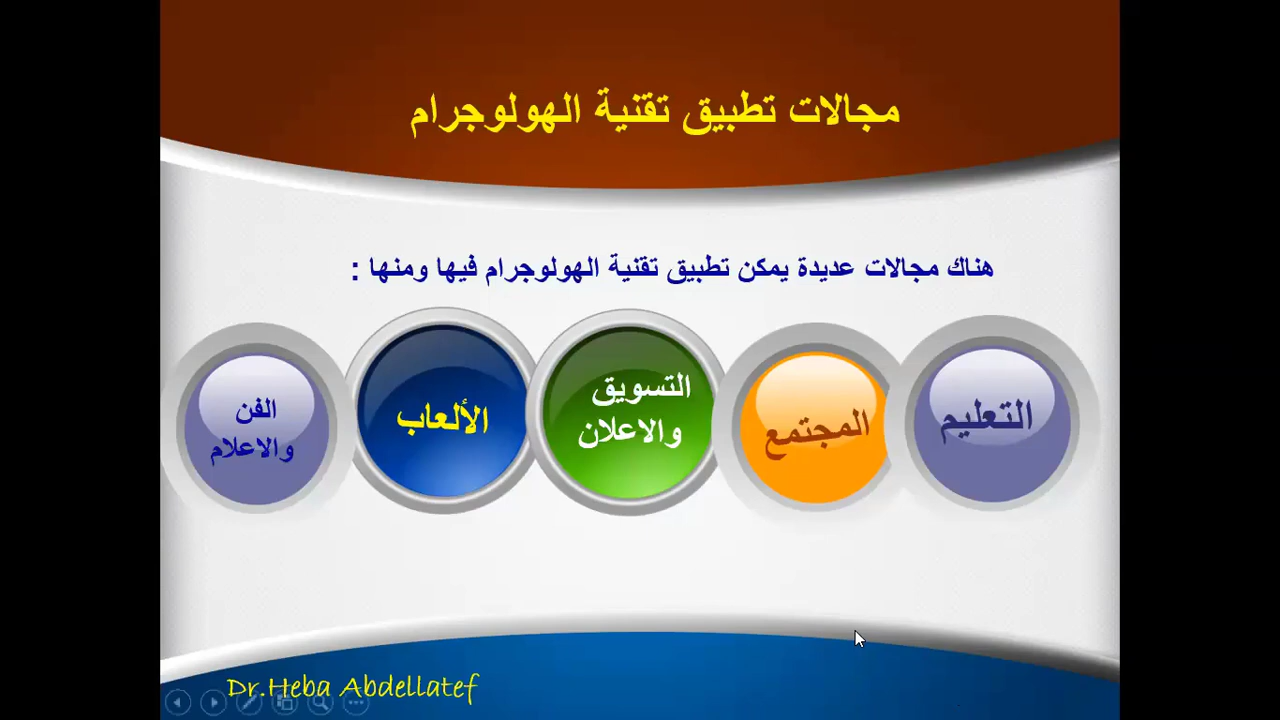 مجالات تطبيق تقنية الهولوجرام
هناك مجالات عديدة يمكن تطبيق تقنية الهولوجرام فيها ومنها :
التعليم
المجتمع
التسويق
والاعلان
الألعاب
الفن
والاعلام
Dr.Heba Abdellatef